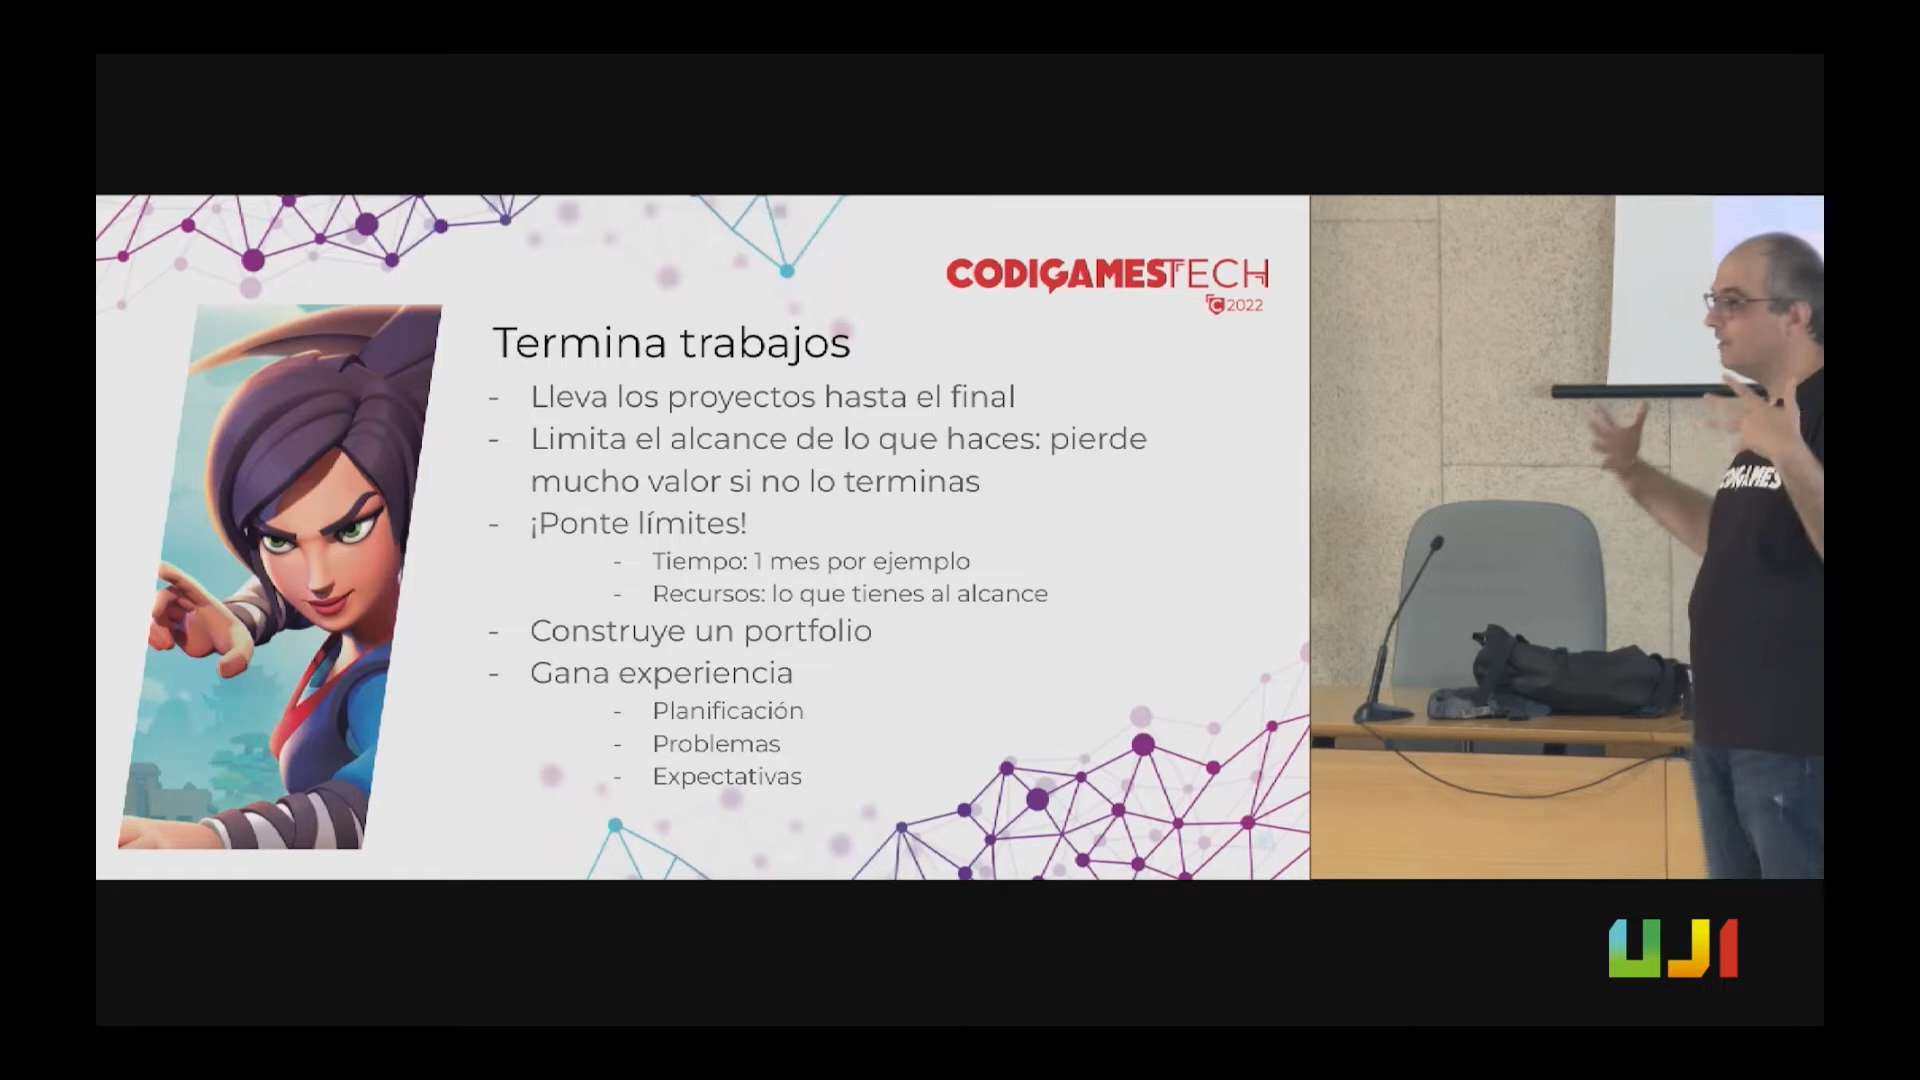 CODIGAMESTECH
C 2022
Termina trabajos
- Lleva los proyectos hasta el final
- Limita el alcance de lo que haces: pierde
mucho valor si no lo terminas
- ¡Ponte límites!
- Tiempo: 1 mes por ejemplo
- Recursos: lo que tienes al alcance
- Construye un portfolio
- Gana experiencia
- Planificación
- Problemas
- Expectativas
CODIGAMES
UJI